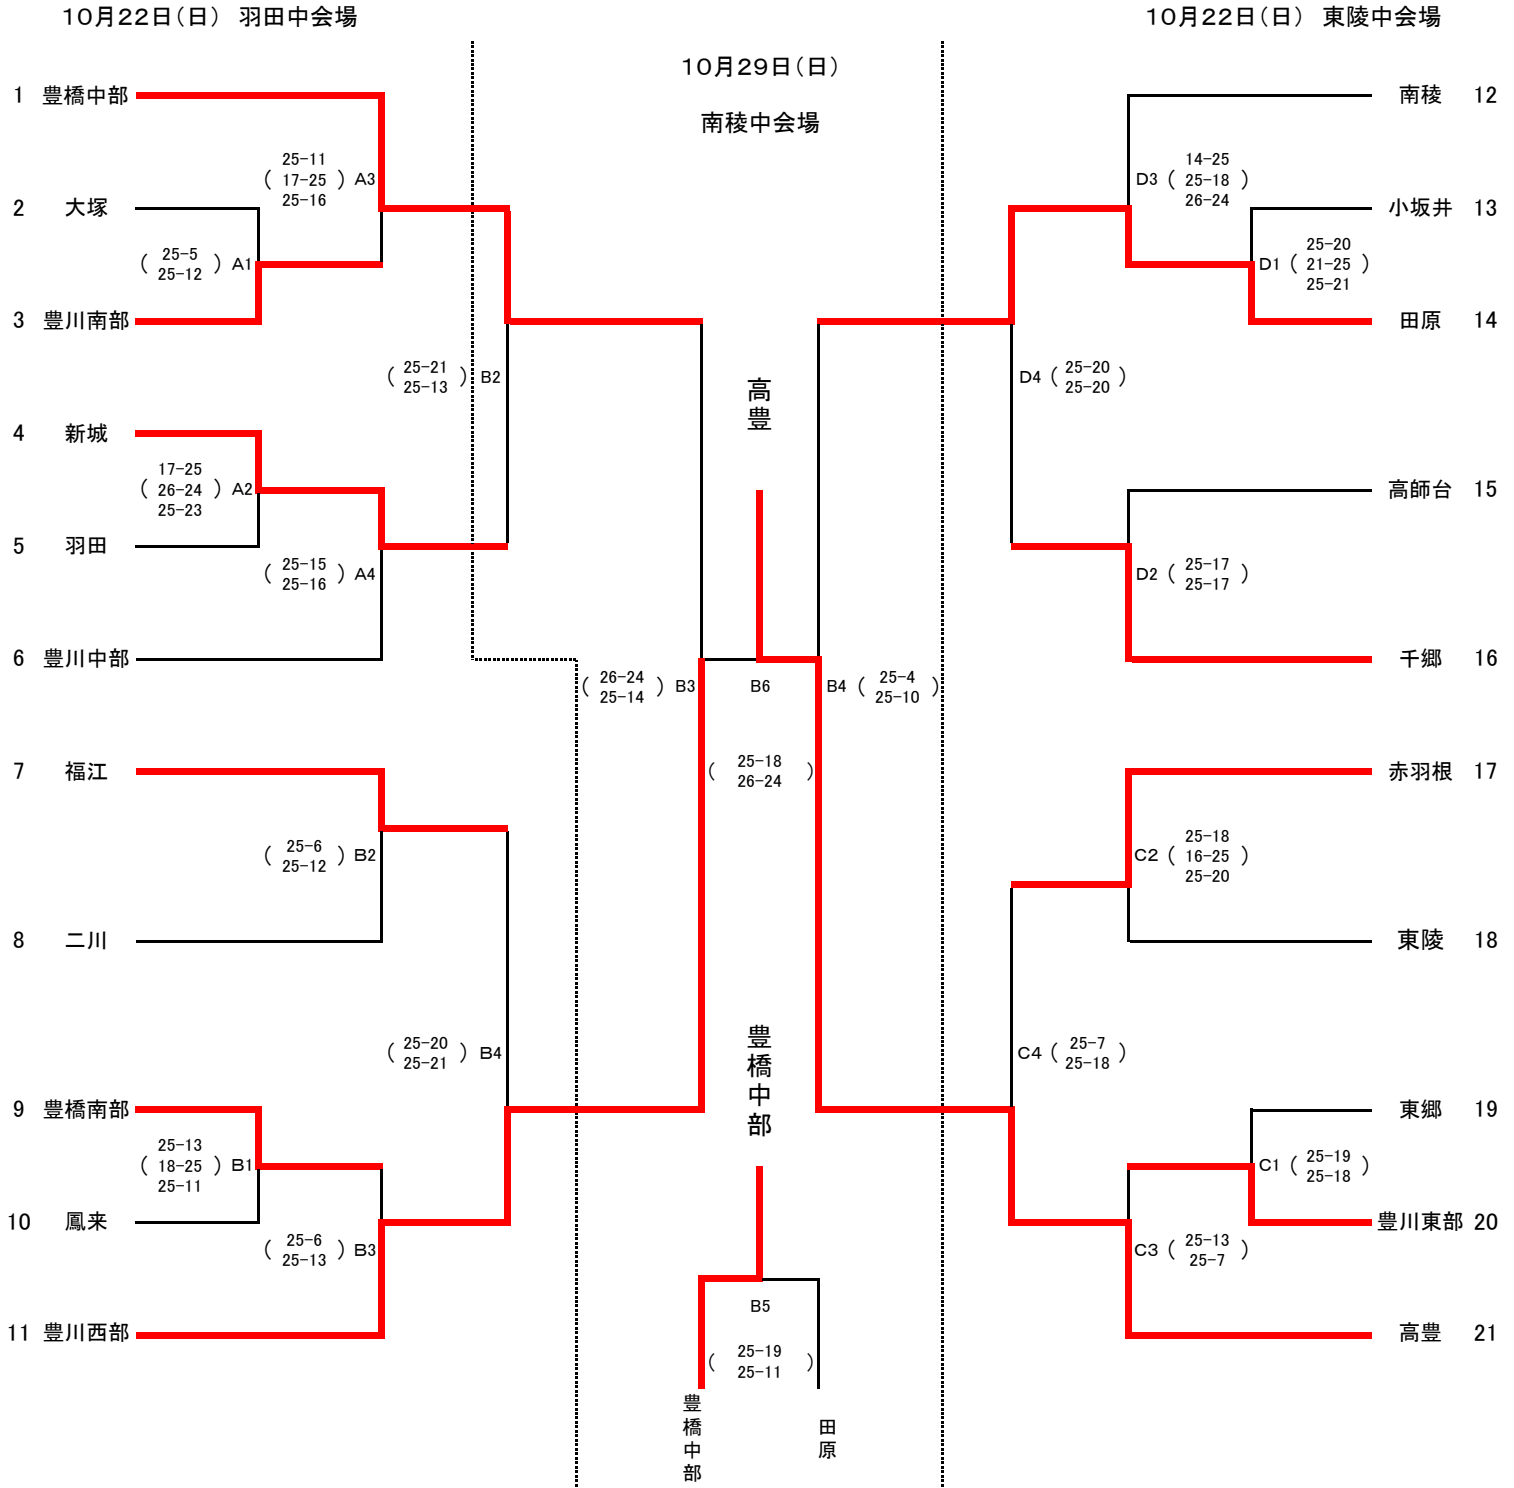 10月22日(日) 羽田中会場
10月22日(日) 東陵中会場
10月29日(日)
南稜中会場
1 豊橋中部
2 大塚
3 豊川南部
4 新城
5 羽田
6 豊川中部
7 福江
8 二川
9 豊橋南部
10 鳳来
11 豊川西部
( 25-11
17-25
25-16 ) A3
( 25-5
25-12 ) A1
( 25-21
25-13 ) B2
( 17-25
26-24
25-23 ) A2
( 25-15
25-16 ) A4
( 25-6
25-12 ) B2
( 25-20
25-21 ) B4
( 25-13
18-25
25-11 ) B1
( 25-6
25-13 ) B3
高豊
( 26-24
25-14 ) B3
B6
( 25-18
26-24 )
B4 ( 25-4
25-10 )
豊橋中部
B5
( 25-19
25-11 )
豊橋中部
田原
南稜 12
小坂井 13
田原 14
高師台 15
千郷 16
赤羽根 17
東陵 18
東郷 19
豊川東部 20
高豊 21
D3 ( 14-25
25-18
26-24 )
D1 ( 25-20
21-25
25-21 )
D4 ( 25-20
25-20 )
D2 ( 25-17
25-17 )
C2 ( 25-18
16-25
25-20 )
C4 ( 25-7
25-18 )
C1 ( 25-19
25-18 )
C3 ( 25-13
25-7 )